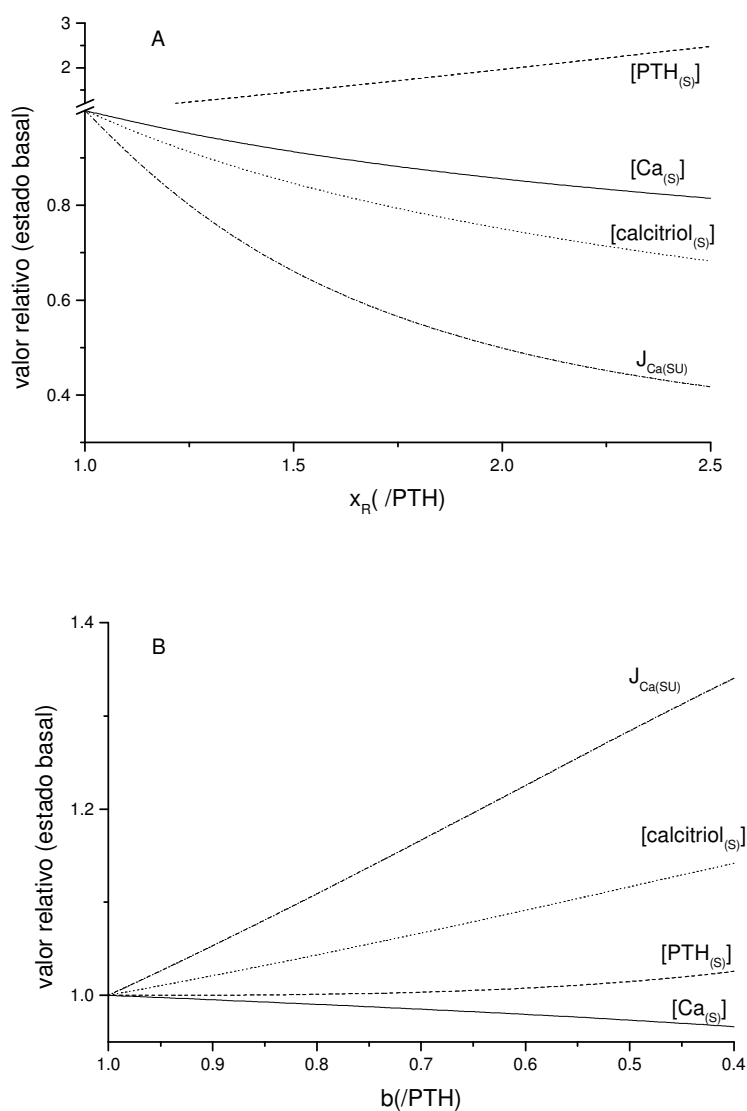 A
3
2
0.8
0.6
0.4
valor relativo (estado basal)
[PTH(S)]
[Ca(S)]
[calcitriol(S)]
JCa(SU)
1.0
1.5
2.0
2.5
xR( /PTH)
B
1.4
1.2
1.0
valor relativo (estado basal)
JCa(SU)
[calcitriol(S)]
[PTH(S)]
[Ca(S)]
1.0
0.9
0.8
0.7
0.6
0.5
0.4
b(/PTH)